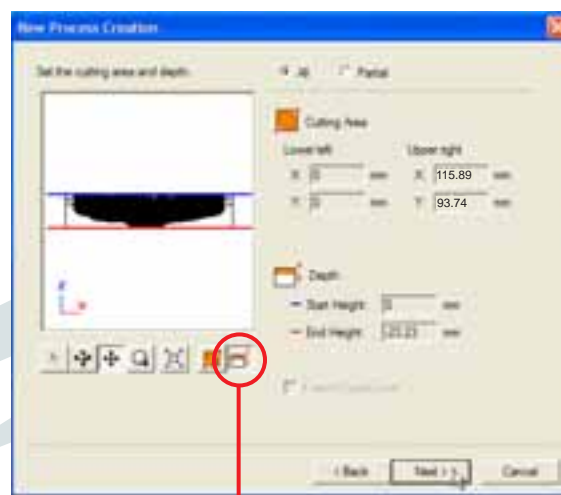 New Process Creation
Set the cutting area and depth.
All Partial
Cutting Area
Lower left Upper right
X 0 mm X 115.89 mm
Y 0 mm Y 93.74 mm
Depth
Start Height 0 mm
End Height mm
< Back Next > Cancel